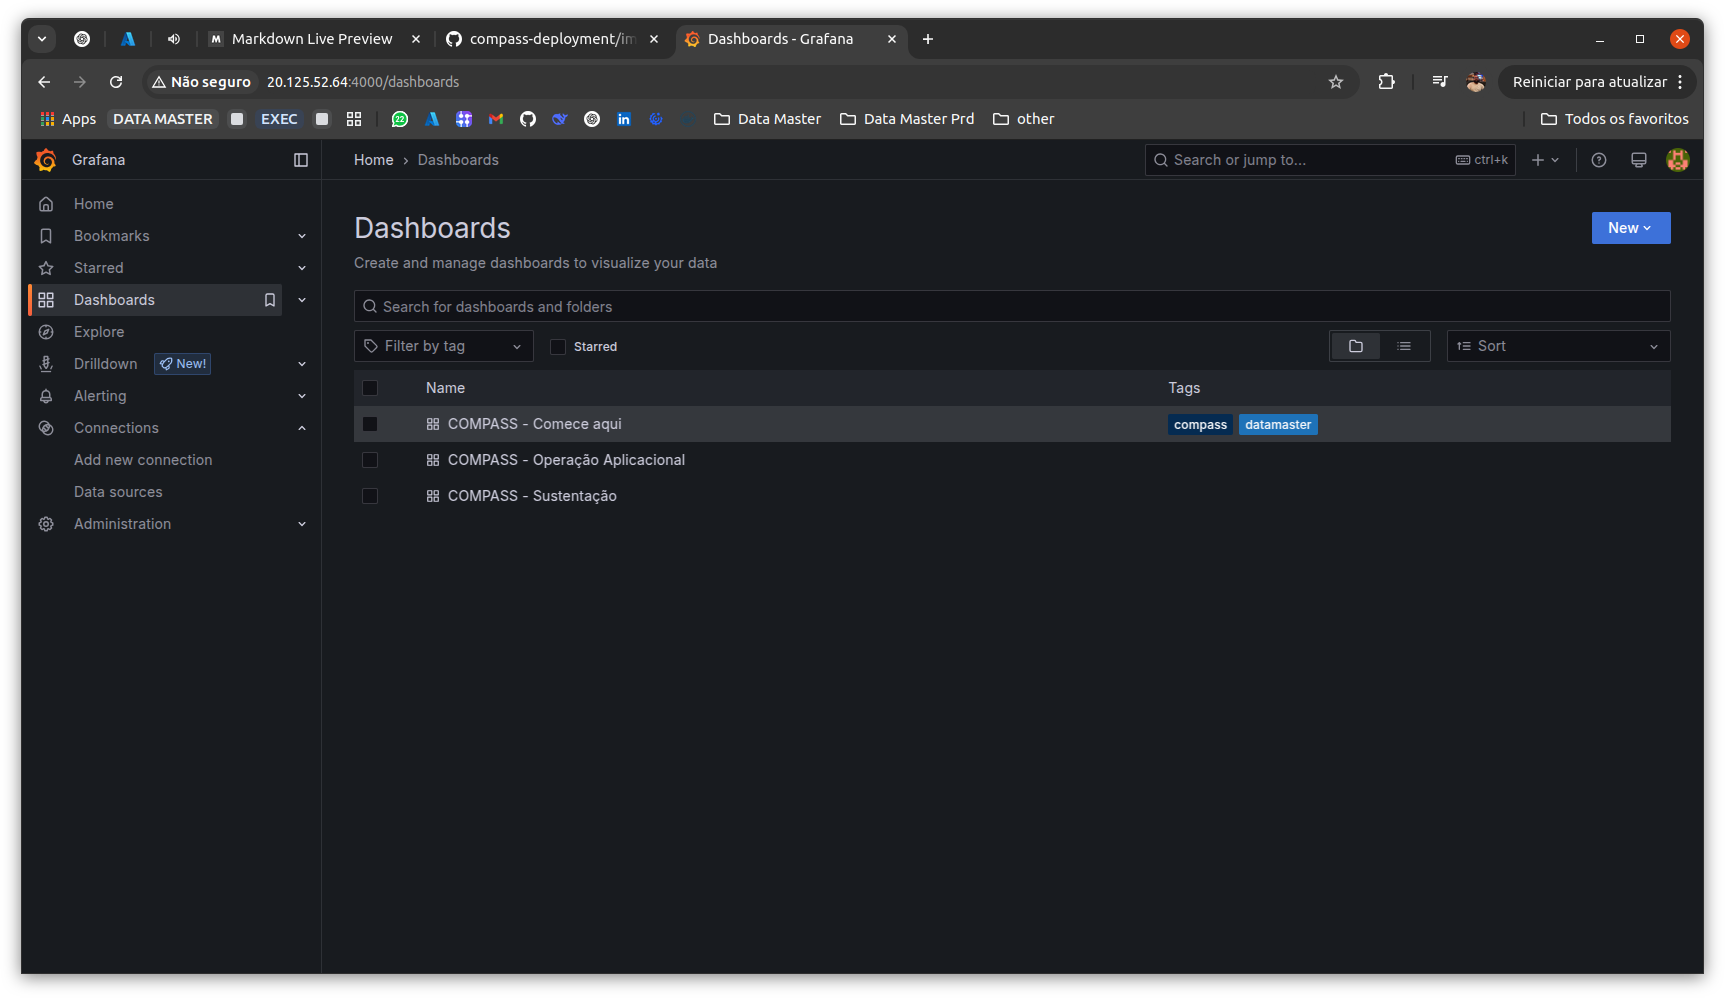 Markdown Live Preview
compass-deployment/im
Dashboards - Grafana
Não seguro
20.125.52.64:4000/dashboards
Reiniciar para atualizar
Apps
DATA MASTER
EXEC
22
in
Data Master
Data Master Prd
other
Todos os favoritos
Grafana
Home › Dashboards
Search or jump to...
ctrl+k
Home
Bookmarks
Starred
Dashboards
Explore
Drilldown
New!
Alerting
Connections
Add new connection
Data sources
Administration
Dashboards
New
Create and manage dashboards to visualize your data
Search for dashboards and folders
Filter by tag
Starred
Sort
Name
Tags
COMPASS - Comece aqui
compass
datamaster
COMPASS - Operação Aplicacional
COMPASS - Sustentação